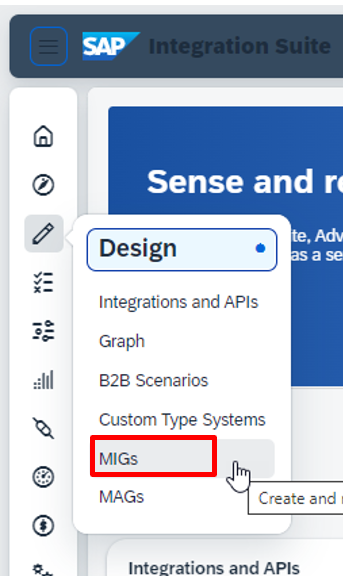 SAP Integration Suite
Sense and
ite, Adv
as a se
Design
Integrations and APIs
Graph
B2B Scenarios
Custom Type Systems
MIGs
Create and
MAGs
Integrations and APIs